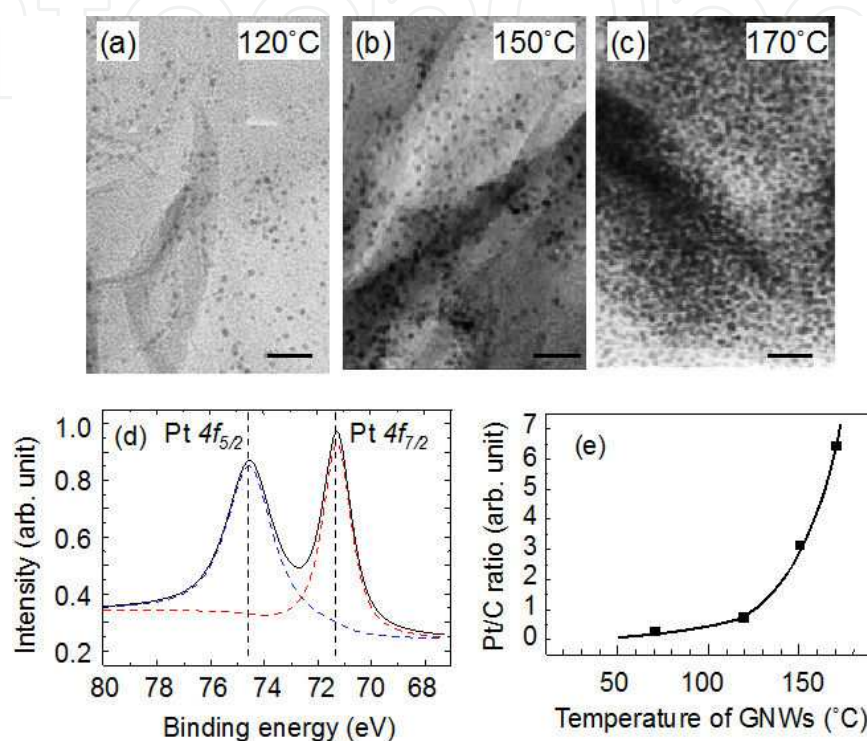 (a) 120°C
(b) 150°C
(c) 170°C
(d) Pt 4f5/2 Pt 4f7/2
1.0
0.8
0.6
0.4
0.2
Intensity (arb. unit)
80 78 76 74 72 70 68
Binding energy (eV)
(e)
7
6
5
4
3
2
1
0
Pt/C ratio (arb. unit)
50 100 150
Temperature of GNWs (°C)